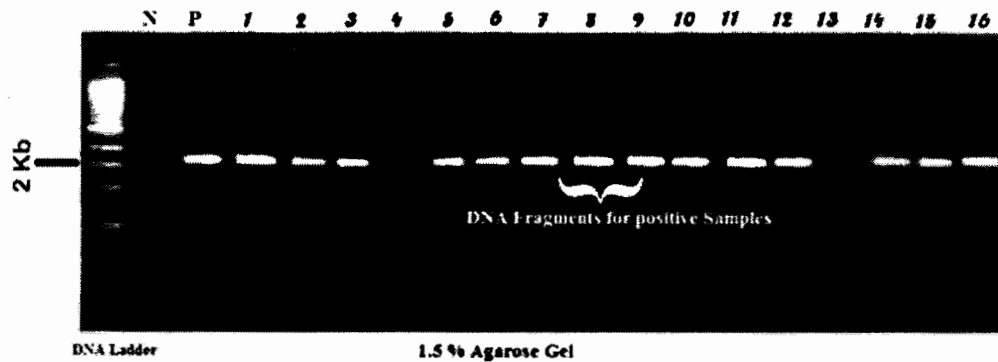 N P 1 2 3 4 5 6 7 8 9 10 11 12 13 14 15 16
2 Kb
DNA Fragments for positive Samples
DNA Ladder
1.5 % Agarose Gel